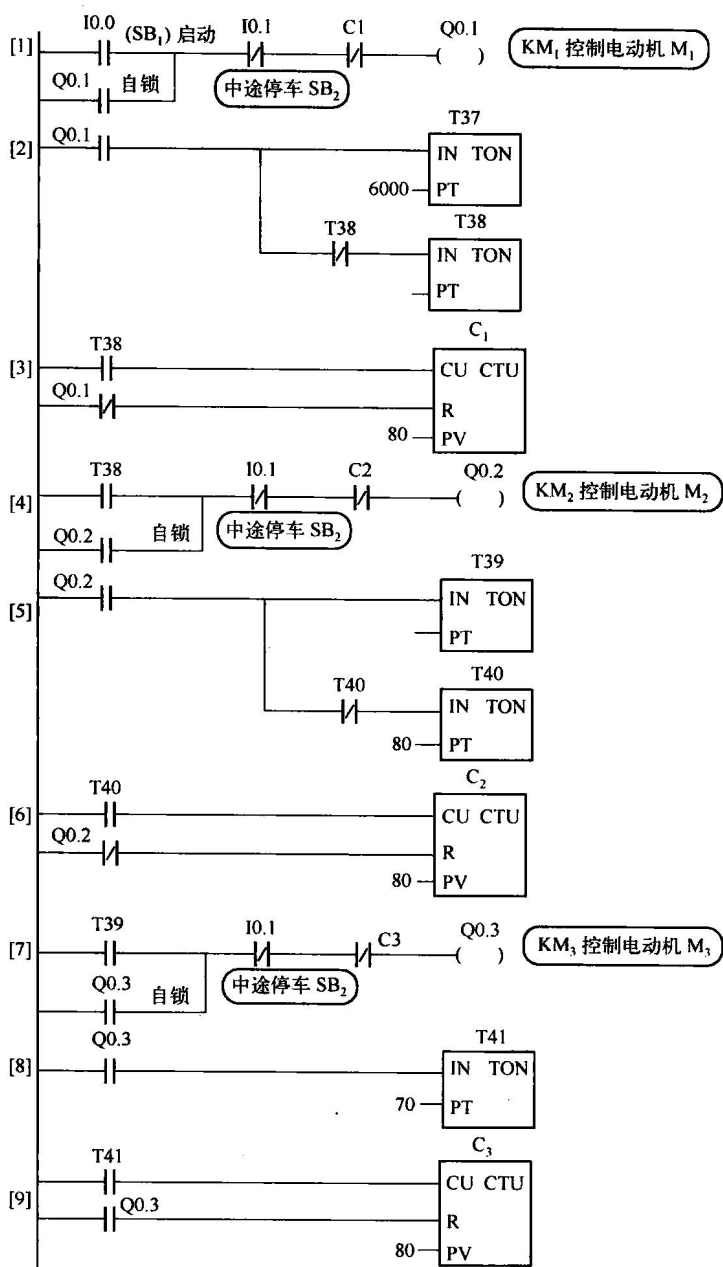 I0.0 (SB₁) 启动 I0.1 C1 Q0.1
[1] ( ) KM₁ 控制电动机 M₁
Q0.1 自锁 中途停车 SB₂
Q0.1 T37
[2] IN TON
6000 PT
T38 T38
IN TON
PT
C₁
T38
[3] CU CTU
Q0.1 R
80 PV
T38 I0.1 C2 Q0.2
[4] ( ) KM₂ 控制电动机 M₂
Q0.2 自锁 中途停车 SB₂
Q0.2 T39
[5] IN TON
PT
T40 T40
IN TON
80 PT
C₂
T40
[6] CU CTU
Q0.2 R
80 PV
T39 I0.1 C3 Q0.3
[7] ( ) KM₃ 控制电动机 M₃
Q0.3 自锁 中途停车 SB₂
Q0.3 T41
[8] IN TON
70 PT
C₃
T41
[9] CU CTU
Q0.3 R
80 PV